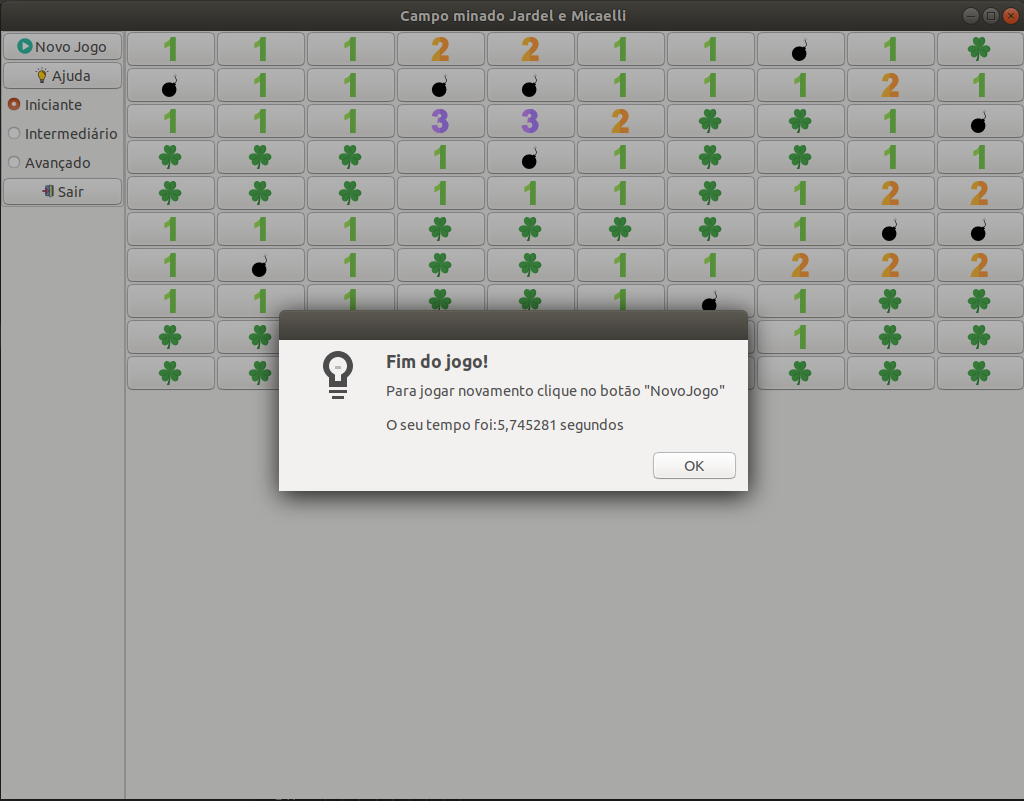 Campo minado Jardel e Micaelli
Novo Jogo
Ajuda
Iniciante
Intermediário
Avançado
Sair
1 1 1 2 2 1 1 1
1 1 1 1 1 2 1
1 1 1 3 3 2 1
1 1 1 1
1 1 1 1 2 2
1 1 1 1
1 1 1 1 2 2 2
1 1 1 1 1
1
Fim do jogo!
Para jogar novamento clique no botão "NovoJogo"
O seu tempo foi:5,745281 segundos
OK